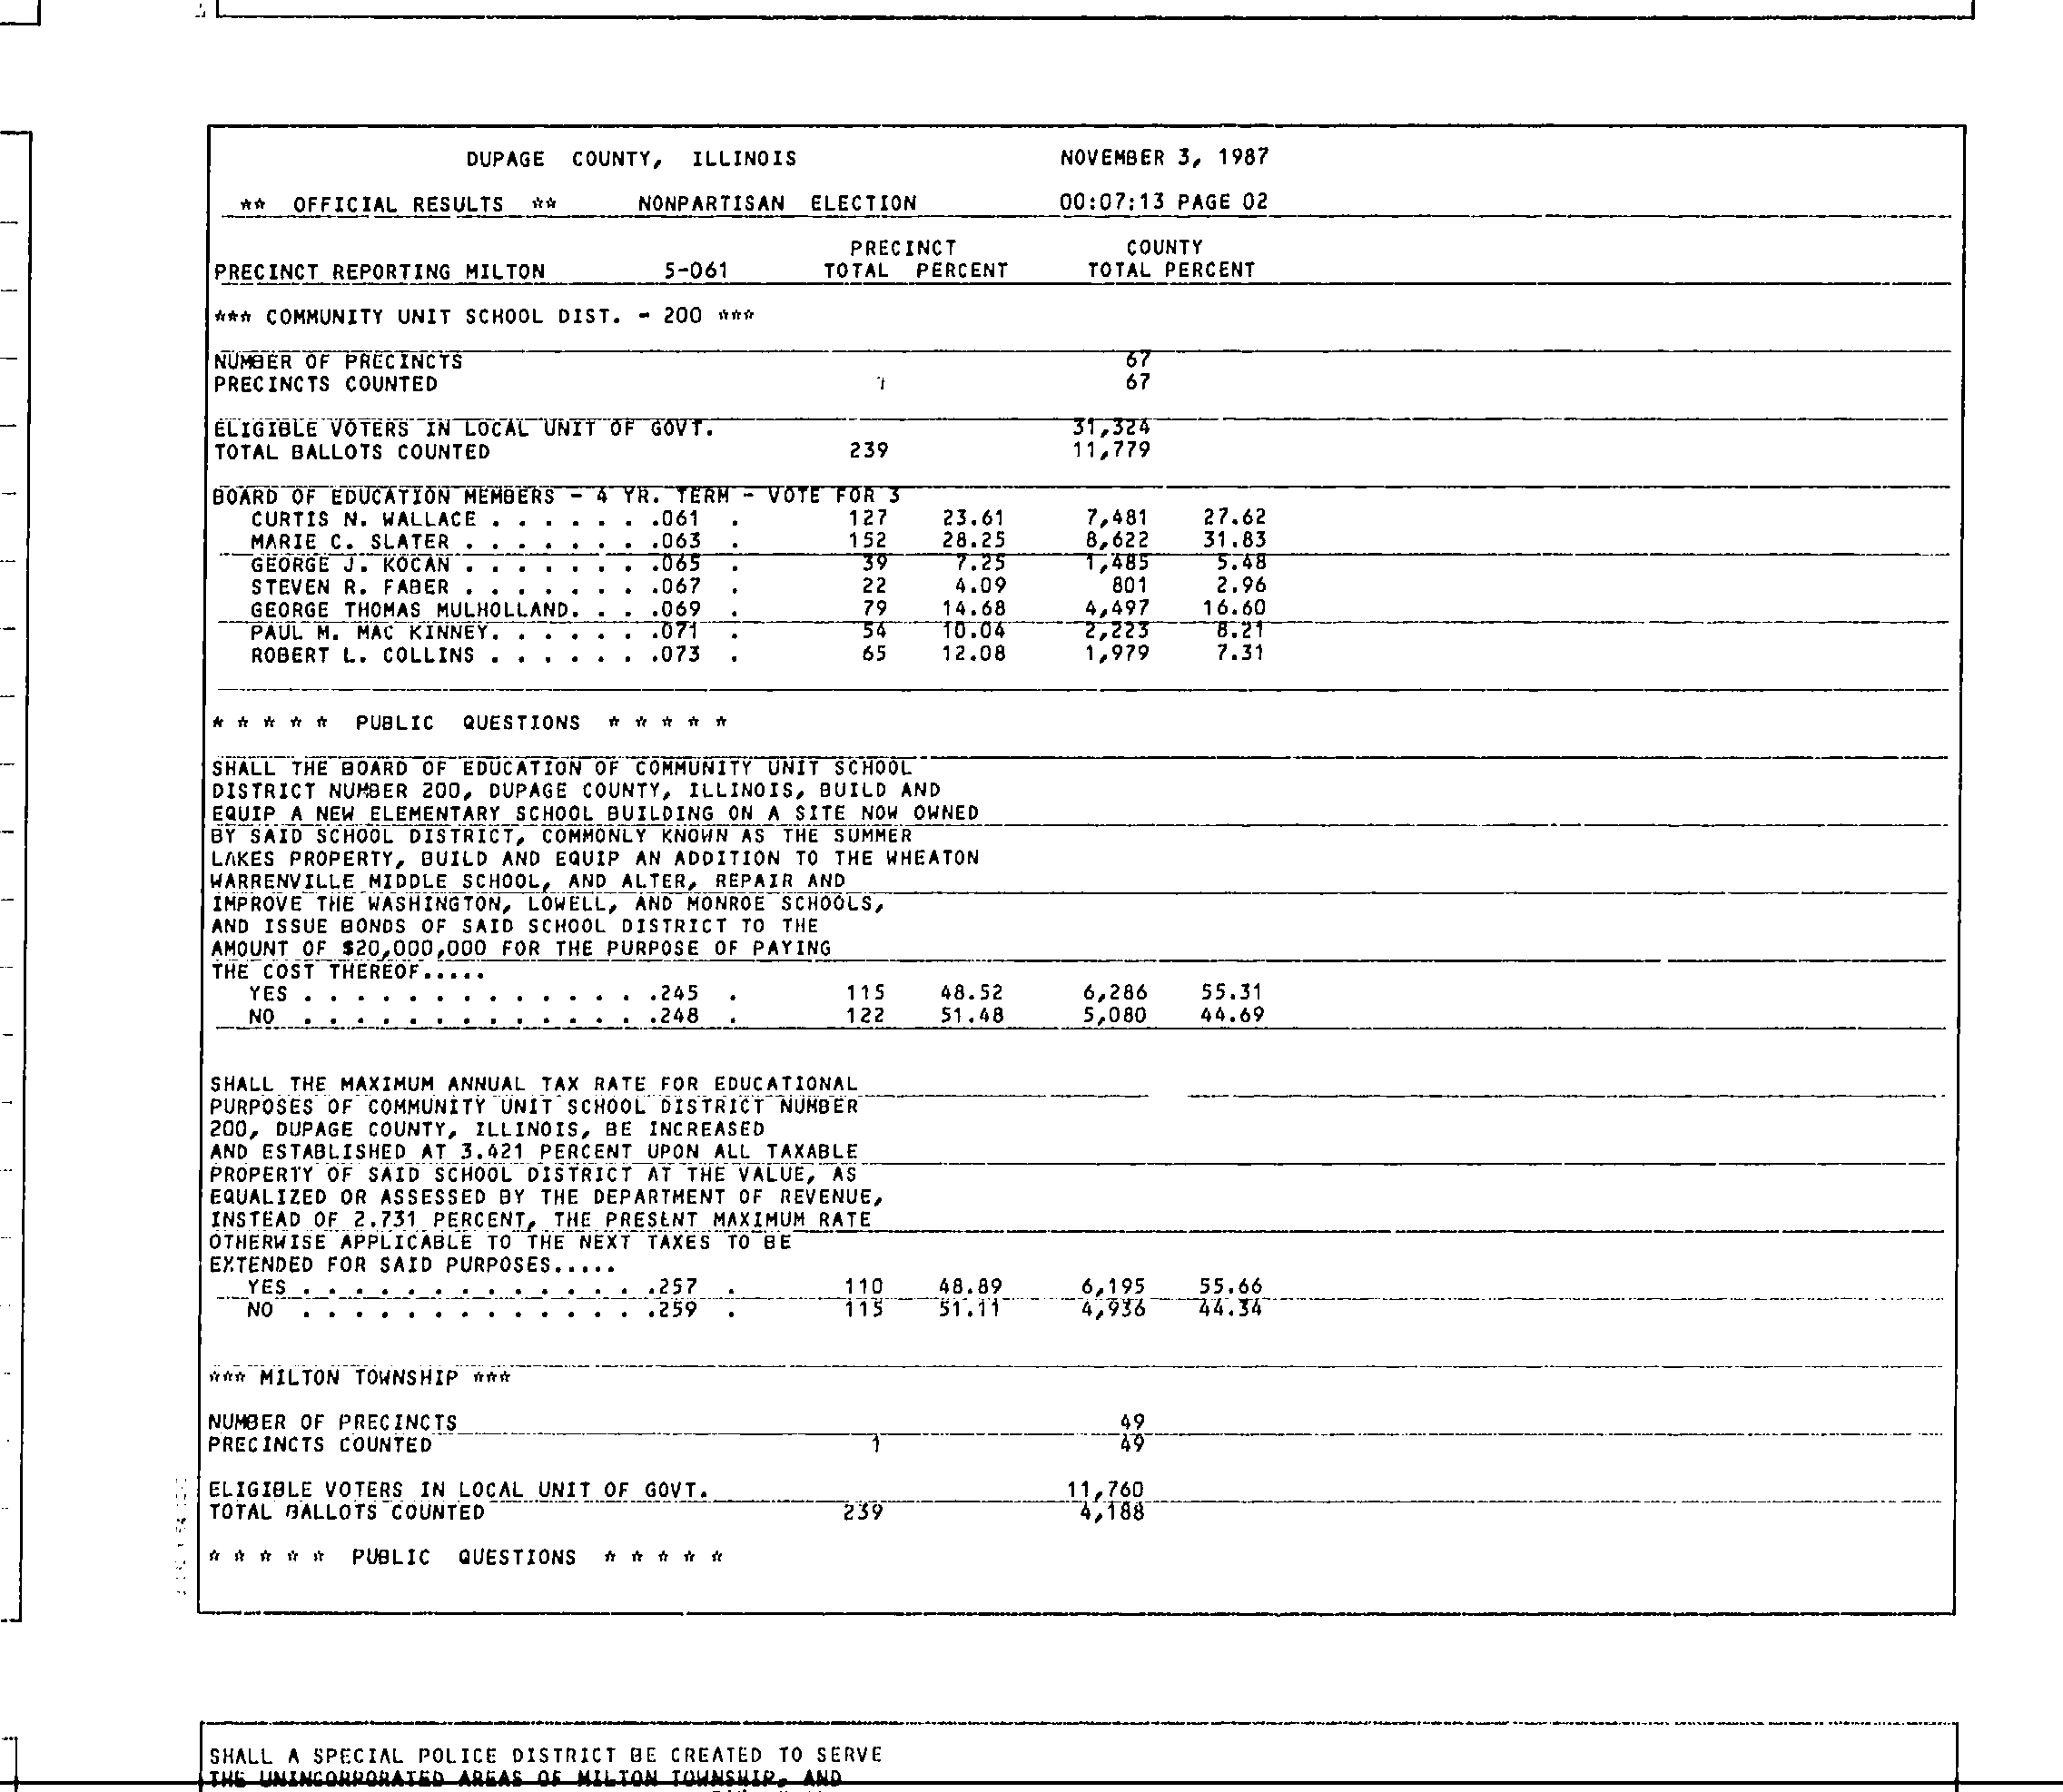 DUPAGE COUNTY, ILLINOIS NOVEMBER 3, 1987
** OFFICIAL RESULTS ** NONPARTISAN ELECTION 00:07:13 PAGE 02
PRECINCT COUNTY
PRECINCT REPORTING MILTON 5-061 TOTAL PERCENT TOTAL PERCENT
*** COMMUNITY UNIT SCHOOL DIST. - 200 ***
NUMBER OF PRECINCTS 67
PRECINCTS COUNTED 1 67
ELIGIBLE VOTERS IN LOCAL UNIT OF GOVT. 31,324
TOTAL BALLOTS COUNTED 239 11,779
BOARD OF EDUCATION MEMBERS - 4 YR. TERM - VOTE FOR 3
CURTIS N. WALLACE . . . . . . .061 . 127 23.61 7,481 27.62
MARIE C. SLATER . . . . . . . .063 . 152 28.25 8,622 31.83
GEORGE J. KOCAN . . . . . . . .065 . 39 7.25 1,485 5.48
STEVEN R. FABER . . . . . . . .067 . 22 4.09 801 2.96
GEORGE THOMAS MULHOLLAND. . . .069 . 79 14.68 4,497 16.60
PAUL M. MAC KINNEY. . . . . . .071 . 54 10.04 2,223 8.21
ROBERT L. COLLINS . . . . . . .073 . 65 12.08 1,979 7.31
* * * * * PUBLIC QUESTIONS * * * * *
SHALL THE BOARD OF EDUCATION OF COMMUNITY UNIT SCHOOL
DISTRICT NUMBER 200, DUPAGE COUNTY, ILLINOIS, BUILD AND
EQUIP A NEW ELEMENTARY SCHOOL BUILDING ON A SITE NOW OWNED
BY SAID SCHOOL DISTRICT, COMMONLY KNOWN AS THE SUMMER
LAKES PROPERTY, BUILD AND EQUIP AN ADDITION TO THE WHEATON
WARRENVILLE MIDDLE SCHOOL, AND ALTER, REPAIR AND
IMPROVE THE WASHINGTON, LOWELL, AND MONROE SCHOOLS,
AND ISSUE BONDS OF SAID SCHOOL DISTRICT TO THE
AMOUNT OF $20,000,000 FOR THE PURPOSE OF PAYING
THE COST THEREOF.....
YES . . . . . . . . . . . . . .245 . 115 48.52 6,286 55.31
NO . . . . . . . . . . . . . .248 . 122 51.48 5,080 44.69
SHALL THE MAXIMUM ANNUAL TAX RATE FOR EDUCATIONAL
PURPOSES OF COMMUNITY UNIT SCHOOL DISTRICT NUMBER
200, DUPAGE COUNTY, ILLINOIS, BE INCREASED
AND ESTABLISHED AT 3.421 PERCENT UPON ALL TAXABLE
PROPERTY OF SAID SCHOOL DISTRICT AT THE VALUE, AS
EQUALIZED OR ASSESSED BY THE DEPARTMENT OF REVENUE,
INSTEAD OF 2.731 PERCENT, THE PRESENT MAXIMUM RATE
OTHERWISE APPLICABLE TO THE NEXT TAXES TO BE
EXTENDED FOR SAID PURPOSES.....
YES . . . . . . . . . . . . . .257 . 110 48.89 6,195 55.66
NO . . . . . . . . . . . . . .259 . 115 51.11 4,936 44.34
*** MILTON TOWNSHIP ***
NUMBER OF PRECINCTS 49
PRECINCTS COUNTED 1 49
ELIGIBLE VOTERS IN LOCAL UNIT OF GOVT. 11,760
TOTAL BALLOTS COUNTED 239 4,188
* * * * * PUBLIC QUESTIONS * * * * *
SHALL A SPECIAL POLICE DISTRICT BE CREATED TO SERVE
THE UNINCORPORATED AREAS OF MILTON TOWNSHIP, AND